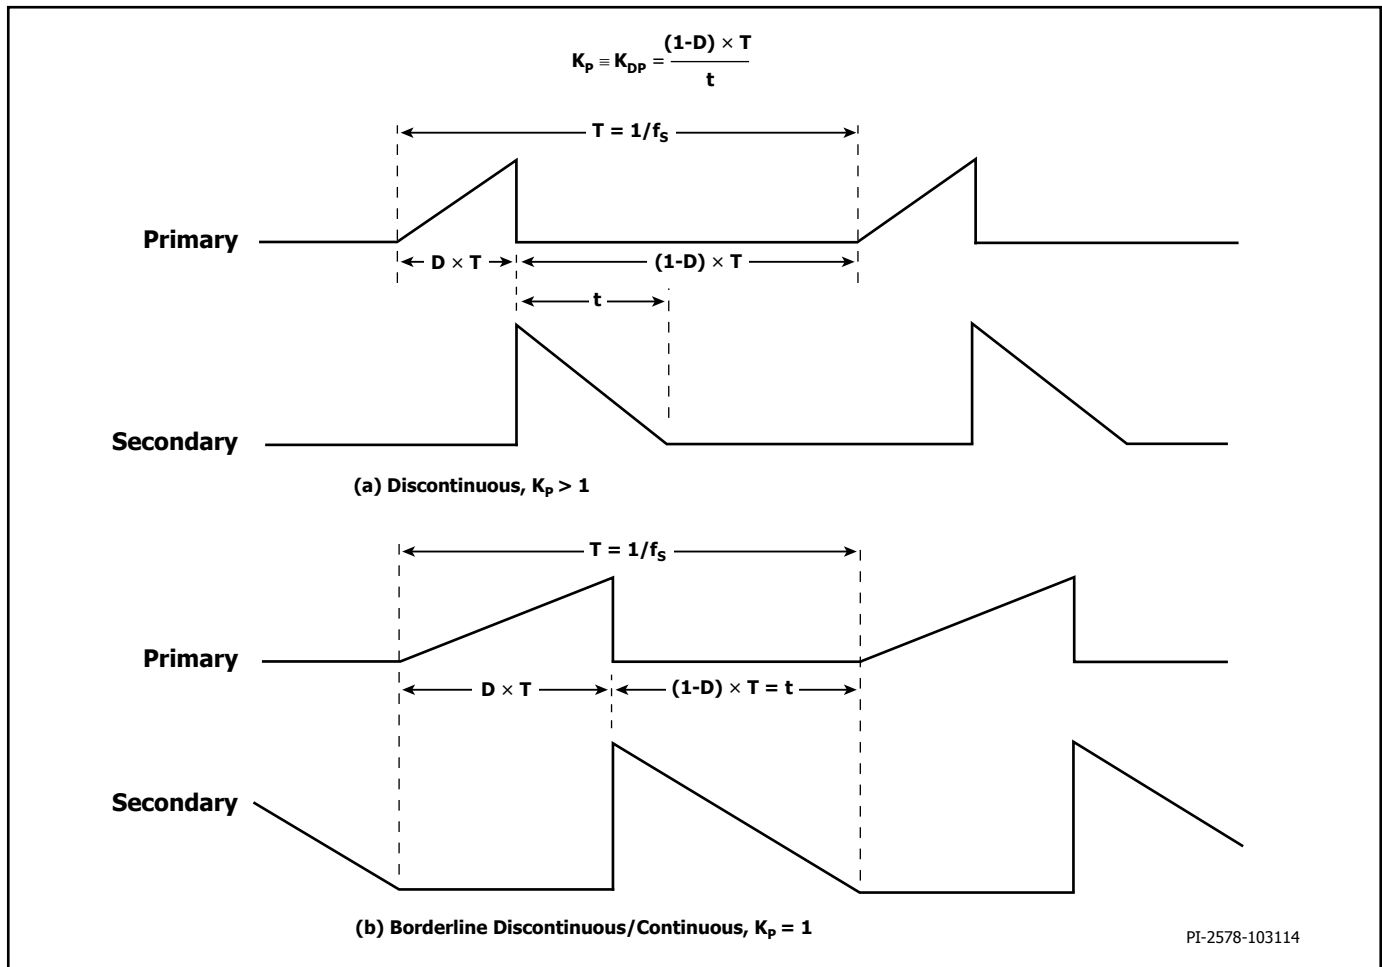 (1-D) × T
K_P ≡ K_DP = 
t
T = 1/f_S
Primary
D × T
(1-D) × T
t
Secondary
(a) Discontinuous, K_P > 1
T = 1/f_S
Primary
D × T
(1-D) × T = t
Secondary
(b) Borderline Discontinuous/Continuous, K_P = 1
PI-2578-103114